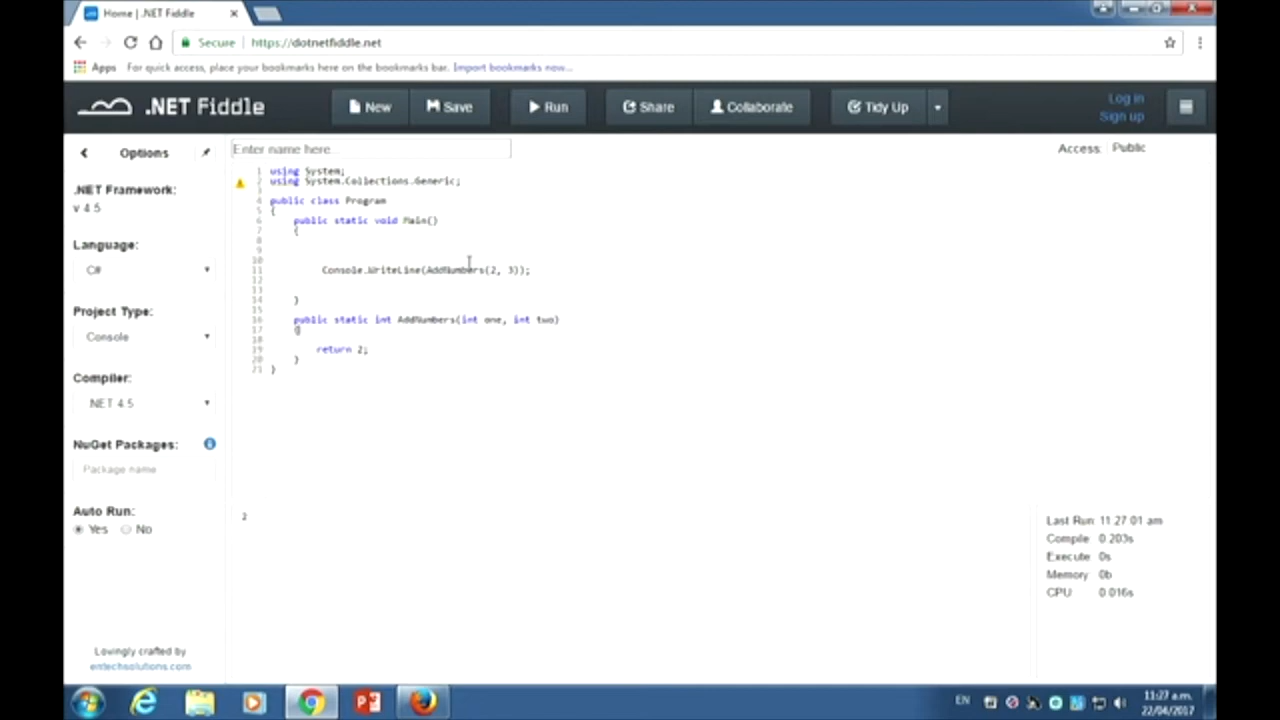 Home | .NET Fiddle
Secure https://dotnetfiddle.net
Apps For quick access, place your bookmarks here on the bookmarks bar. Import bookmarks now...
.NET Fiddle New Save Run Share Collaborate Tidy Up Log in
Sign up
Options
Enter name here...
Access: Public
.NET Framework:
v 4.5
Language:
C#
Project Type:
Console
Compiler:
.NET 4.5
NuGet Packages:
Package name
Auto Run:
Yes No
Lovingly crafted by
entechsolutions.com
1 using System;
2 using System.Collections.Generic;
3
4 public class Program
5 {
6 public static void Main()
7 {
8
9
10
11 Console.WriteLine(AddNumbers(2, 3));
12
13
14 }
15
16 public static int AddNumbers(int one, int two)
17 {
18
19 return 2;
20 }
21 }
2
Last Run: 11:27:01 am
Compile: 0.203s
Execute: 0s
Memory: 0b
CPU: 0.016s
EN
11:27 a.m.
22/04/2017